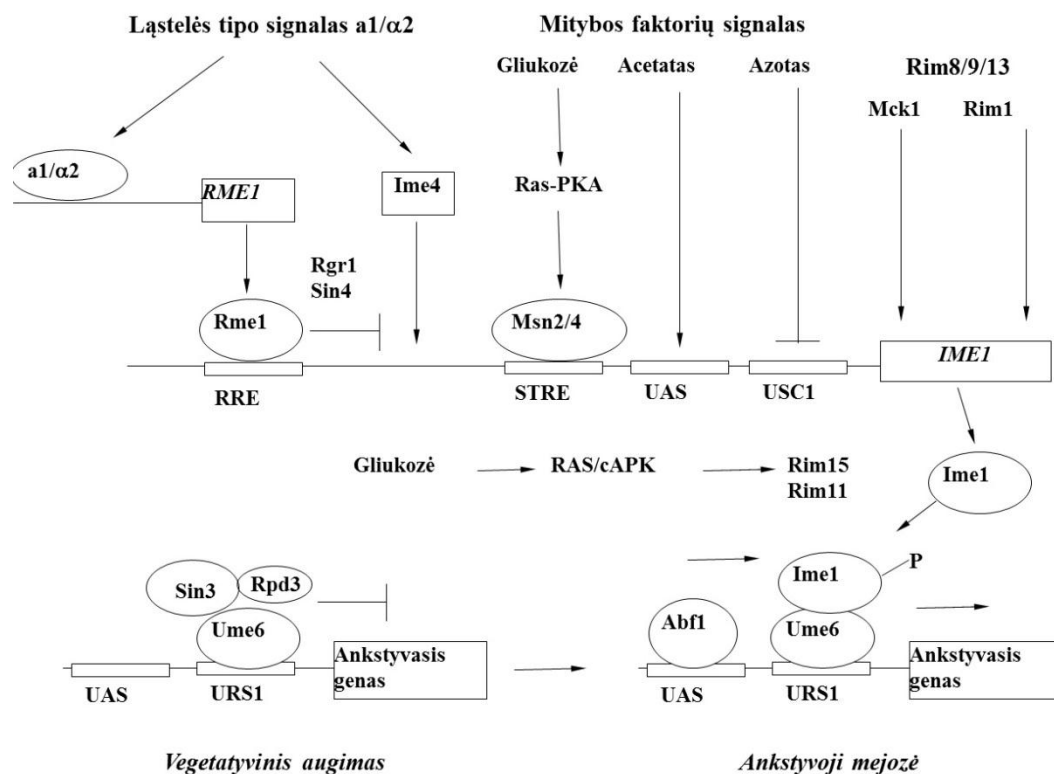 Ląstelės tipo signalas a1/α2
Mitybos faktorių signalas
Gliukozė
Acetatas
Azotas
Rim8/9/13
Mck1
Rim1
a1/α2
RME1
Ime4
Ras-PKA
Rgr1
Sin4
Rme1
Msn2/4
IME1
RRE
STRE
UAS
USC1
Gliukozė
RAS/cAPK
Rim15
Rim11
Ime1
Sin3
Rpd3
Ume6
Ankstyvasis
genas
UAS
URS1
Ime1
P
Abf1
Ume6
Ankstyvasis
genas
UAS
URS1
Vegetatyvinis augimas
Ankstyvoji mejozė